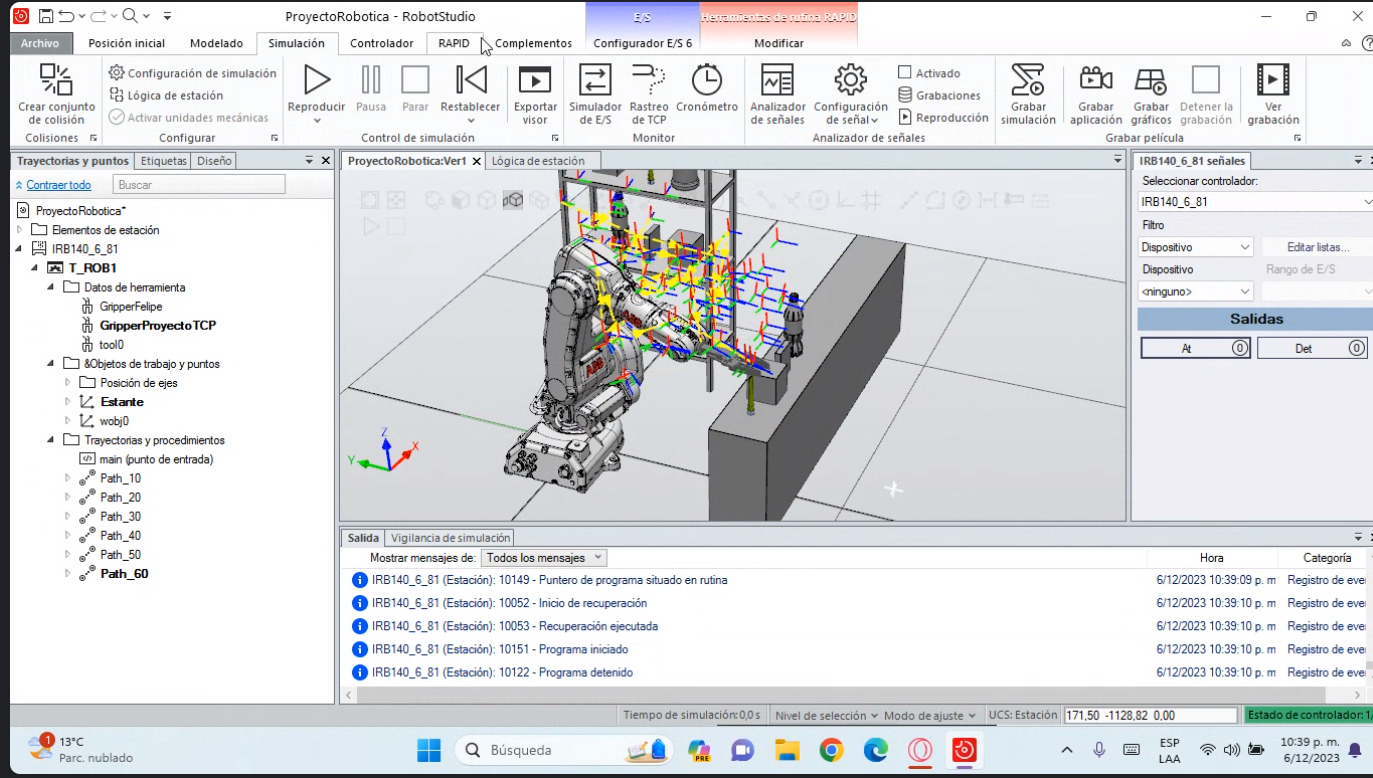 ProyectoRobotica - RobotStudio
E/S
Herramientas de rutina RAPID
Archivo
Posición inicial
Modelado
Simulación
Controlador
RAPID
Complementos
Configurador E/S 6
Modificar
Crear conjunto de colisión
Colisiones
Configuración de simulación
Lógica de estación
Activar unidades mecánicas
Configurar
Reproducir
Pausa
Parar
Restablecer
Control de simulación
Exportar visor
Simulador de E/S
Rastreo de TCP
Cronómetro
Monitor
Analizador de señales
Configuración de señal
Activado
Grabaciones
Reproducción
Analizador de señales
Grabar simulación
Grabar aplicación
Grabar gráficos
Detener la grabación
Ver grabación
Grabar película
Trayectorias y puntos
Etiquetas
Diseño
Contraer todo
Buscar
ProyectoRobotica*
Elementos de estación
IRB140_6_81
T_ROB1
Datos de herramienta
GripperFelipe
GripperProyectoTCP
tool0
&Objetos de trabajo y puntos
Posición de ejes
Estante
wobj0
Trayectorias y procedimientos
main (punto de entrada)
Path_10
Path_20
Path_30
Path_40
Path_50
Path_60
ProyectoRobotica:Ver1
Lógica de estación
ABB
ABB
Z
X
Y
IRB140_6_81 señales
Seleccionar controlador:
IRB140_6_81
Filtro
Dispositivo
Editar listas...
Dispositivo
Rango de E/S
<ninguno>
Salidas
At 0
Det 0
Salida
Vigilancia de simulación
Mostrar mensajes de: Todos los mensajes
Hora
Categoría
IRB140_6_81 (Estación): 10149 - Puntero de programa situado en rutina 6/12/2023 10:39:09 p. m Registro de eve
IRB140_6_81 (Estación): 10052 - Inicio de recuperación 6/12/2023 10:39:10 p. m Registro de eve
IRB140_6_81 (Estación): 10053 - Recuperación ejecutada 6/12/2023 10:39:10 p. m Registro de eve
IRB140_6_81 (Estación): 10151 - Programa iniciado 6/12/2023 10:39:10 p. m Registro de eve
IRB140_6_81 (Estación): 10122 - Programa detenido 6/12/2023 10:39:10 p. m Registro de eve
Tiempo de simulación:0,0 s
Nivel de selección
Modo de ajuste
UCS: Estación
171,50 -1128,82 0,00
Estado de controlador: 1/
1
13°C
Parc. nublado
Búsqueda
PRE
ESP
LAA
10:39 p. m.
6/12/2023